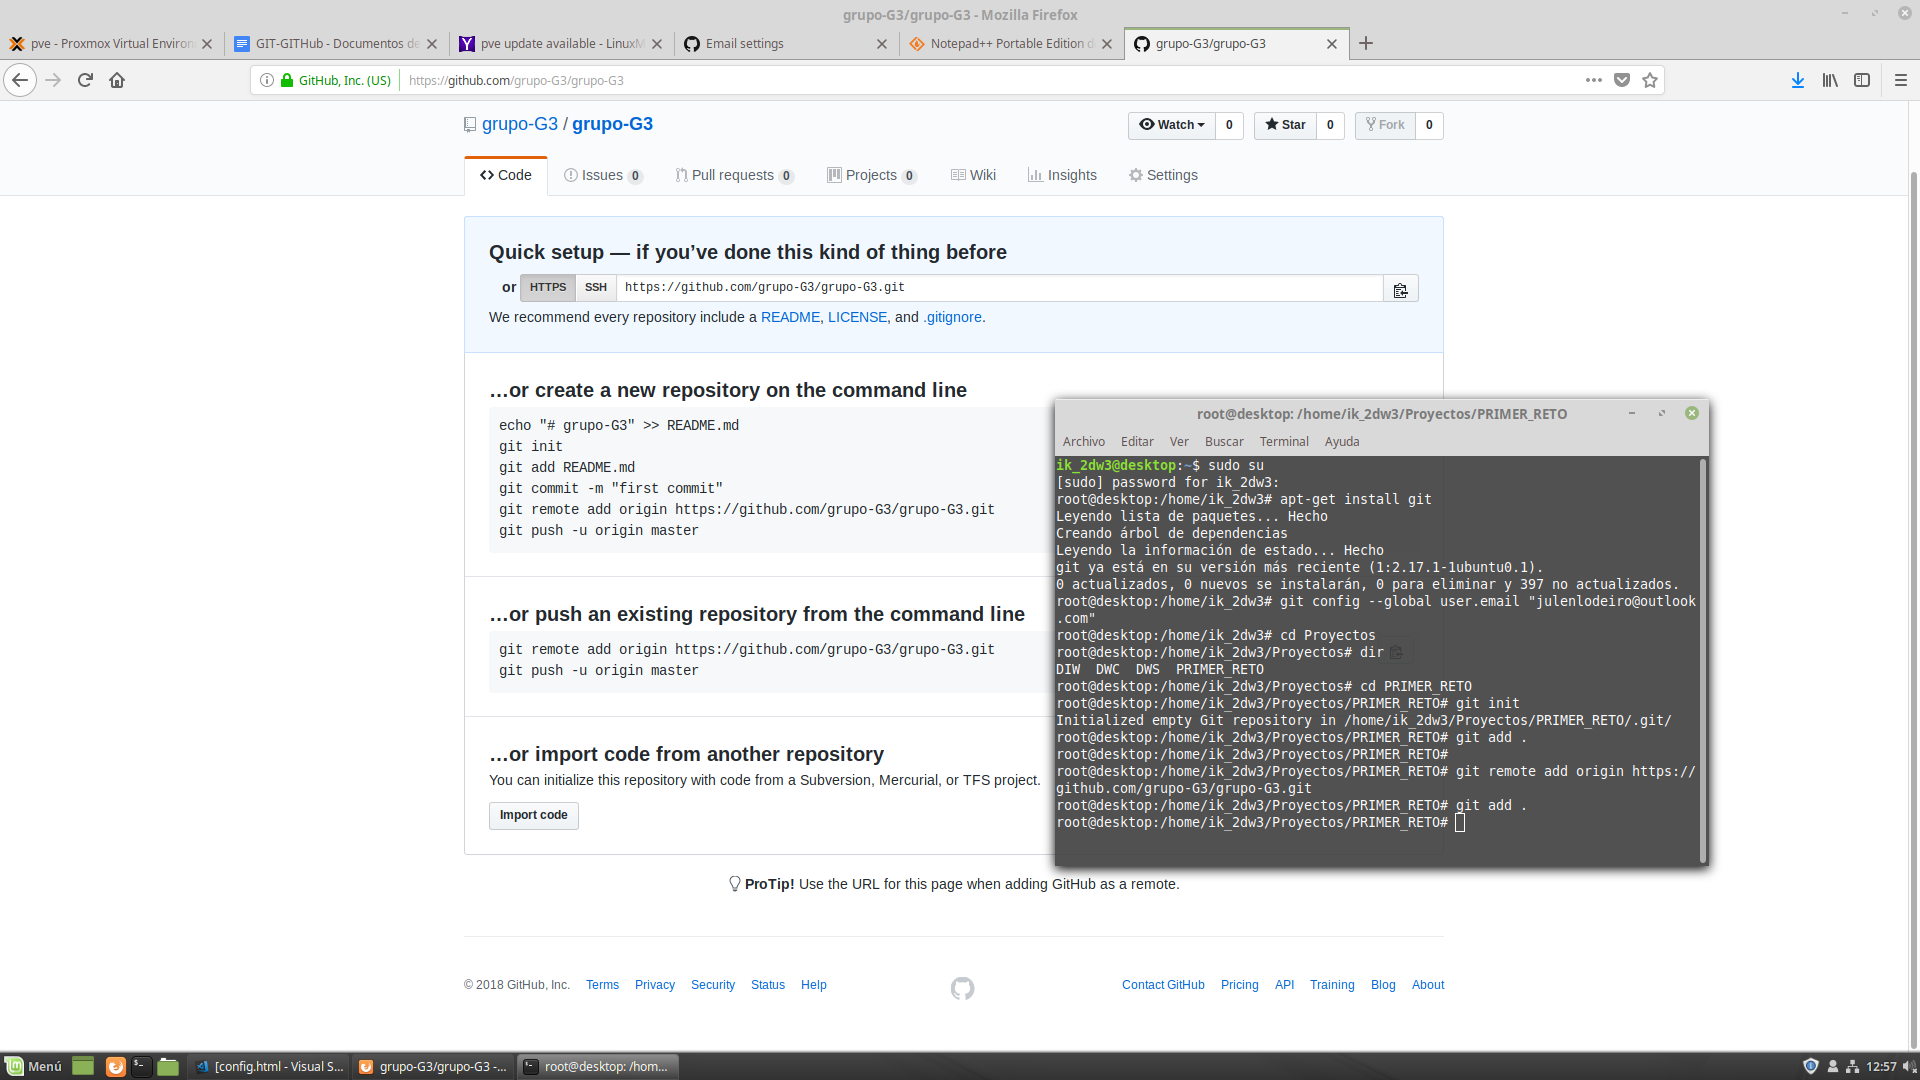 grupo-G3/grupo-G3 - Mozilla Firefox
pve - Proxmox Virtual Environ
GIT-GITHub - Documentos de
pve update available - LinuxM
Email settings
Notepad++ Portable Edition d
grupo-G3/grupo-G3
GitHub, Inc. (US)
https://github.com/grupo-G3/grupo-G3
grupo-G3 / grupo-G3
Watch 0
Star 0
Fork 0
Code
Issues 0
Pull requests 0
Projects 0
Wiki
Insights
Settings
Quick setup — if you’ve done this kind of thing before
or HTTPS SSH https://github.com/grupo-G3/grupo-G3.git
We recommend every repository include a README, LICENSE, and .gitignore.
…or create a new repository on the command line
echo "# grupo-G3" >> README.md
git init
git add README.md
git commit -m "first commit"
git remote add origin https://github.com/grupo-G3/grupo-G3.git
git push -u origin master
…or push an existing repository from the command line
git remote add origin https://github.com/grupo-G3/grupo-G3.git
git push -u origin master
…or import code from another repository
You can initialize this repository with code from a Subversion, Mercurial, or TFS project.
Import code
root@desktop: /home/ik_2dw3/Proyectos/PRIMER_RETO
Archivo Editar Ver Buscar Terminal Ayuda
ik_2dw3@desktop:~$ sudo su
[sudo] password for ik_2dw3:
root@desktop:/home/ik_2dw3# apt-get install git
Leyendo lista de paquetes... Hecho
Creando árbol de dependencias
Leyendo la información de estado... Hecho
git ya está en su versión más reciente (1:2.17.1-1ubuntu0.1).
0 actualizados, 0 nuevos se instalarán, 0 para eliminar y 397 no actualizados.
root@desktop:/home/ik_2dw3# git config --global user.email "julenlodeiro@outlook
.com"
root@desktop:/home/ik_2dw3# cd Proyectos
root@desktop:/home/ik_2dw3/Proyectos# dir
DIW DWC DWS PRIMER_RETO
root@desktop:/home/ik_2dw3/Proyectos# cd PRIMER_RETO
root@desktop:/home/ik_2dw3/Proyectos/PRIMER_RETO# git init
Initialized empty Git repository in /home/ik_2dw3/Proyectos/PRIMER_RETO/.git/
root@desktop:/home/ik_2dw3/Proyectos/PRIMER_RETO# git add .
root@desktop:/home/ik_2dw3/Proyectos/PRIMER_RETO#
root@desktop:/home/ik_2dw3/Proyectos/PRIMER_RETO# git remote add origin https://
github.com/grupo-G3/grupo-G3.git
root@desktop:/home/ik_2dw3/Proyectos/PRIMER_RETO# git add .
root@desktop:/home/ik_2dw3/Proyectos/PRIMER_RETO#
ProTip! Use the URL for this page when adding GitHub as a remote.
© 2018 GitHub, Inc. Terms Privacy Security Status Help
Contact GitHub Pricing API Training Blog About
Menú
[config.html - Visual S...
grupo-G3/grupo-G3 -...
root@desktop: /hom...
12:57